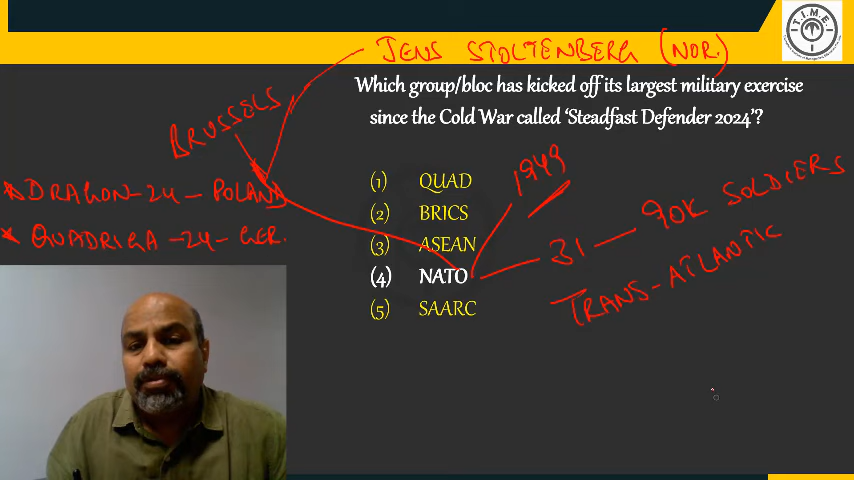 T.I.M.E.
JENS STOLTENBERG (NOR.)
Which group/bloc has kicked off its largest military exercise
since the Cold War called ‘Steadfast Defender 2024’?
BRUSSELS
DRAGON-24 - POLAND
QUADRIGA -24 - GER.
(1) QUAD
(2) BRICS
(3) ASEAN
(4) NATO
(5) SAARC
1949
31 - 90K SOLDIERS
TRANS-ATLANTIC